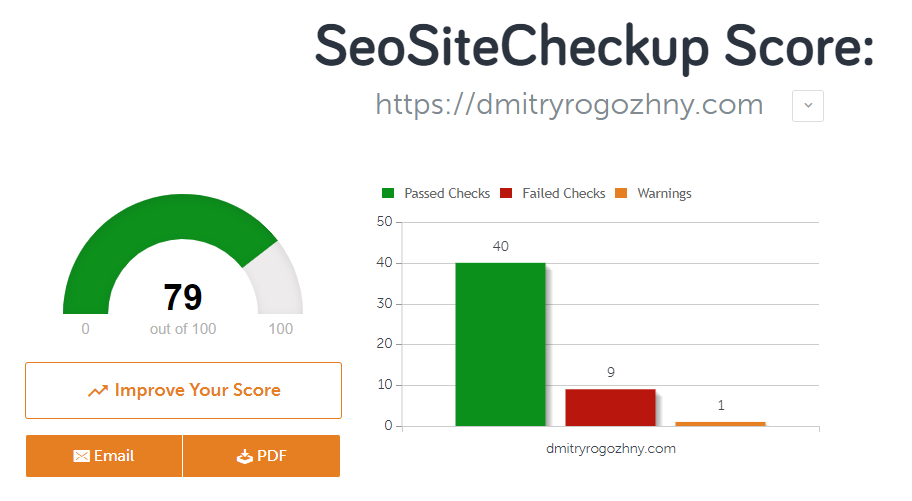 SeoSiteCheckup Score:
https://dmitryrogozhny.com
79
0 out of 100 100
Improve Your Score
Email PDF
Passed Checks Failed Checks Warnings
50
40
30
20
10
0
40
9
1
dmitryrogozhny.com